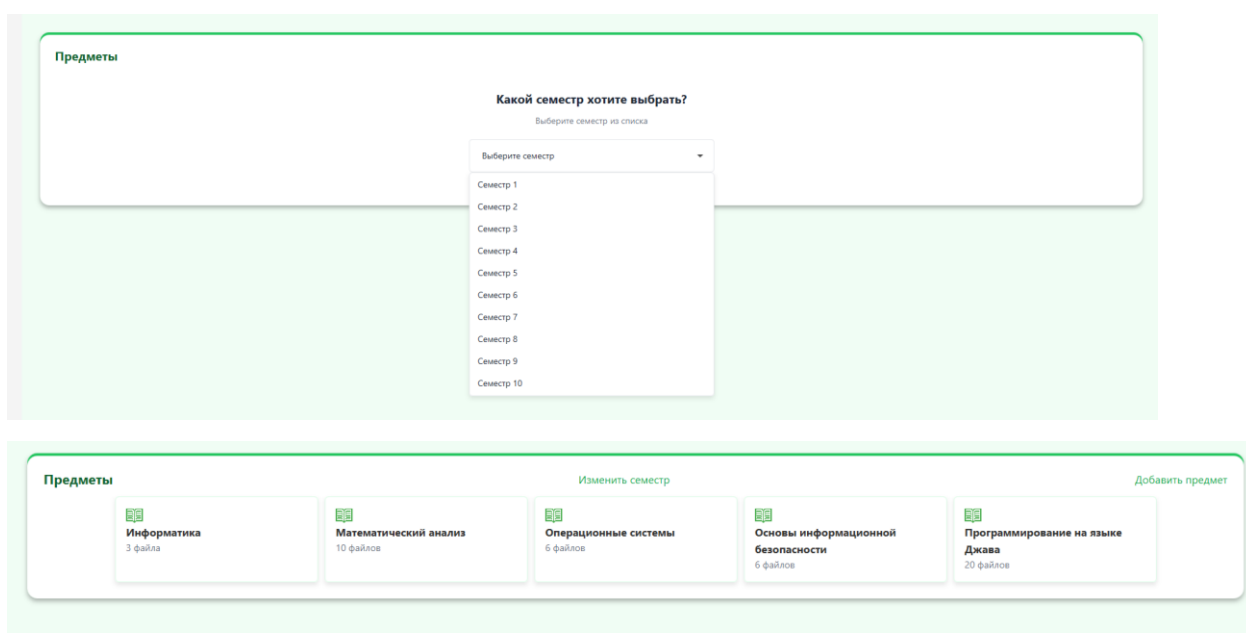 Предметы
Какой семестр хотите выбрать?
Выберите семестр из списка
Выберите семестр
Семестр 1
Семестр 2
Семестр 3
Семестр 4
Семестр 5
Семестр 6
Семестр 7
Семестр 8
Семестр 9
Семестр 10
Предметы
Изменить семестр
Добавить предмет
Информатика
3 файла
Математический анализ
10 файлов
Операционные системы
6 файлов
Основы информационной
безопасности
6 файлов
Программирование на языке
Джава
20 файлов